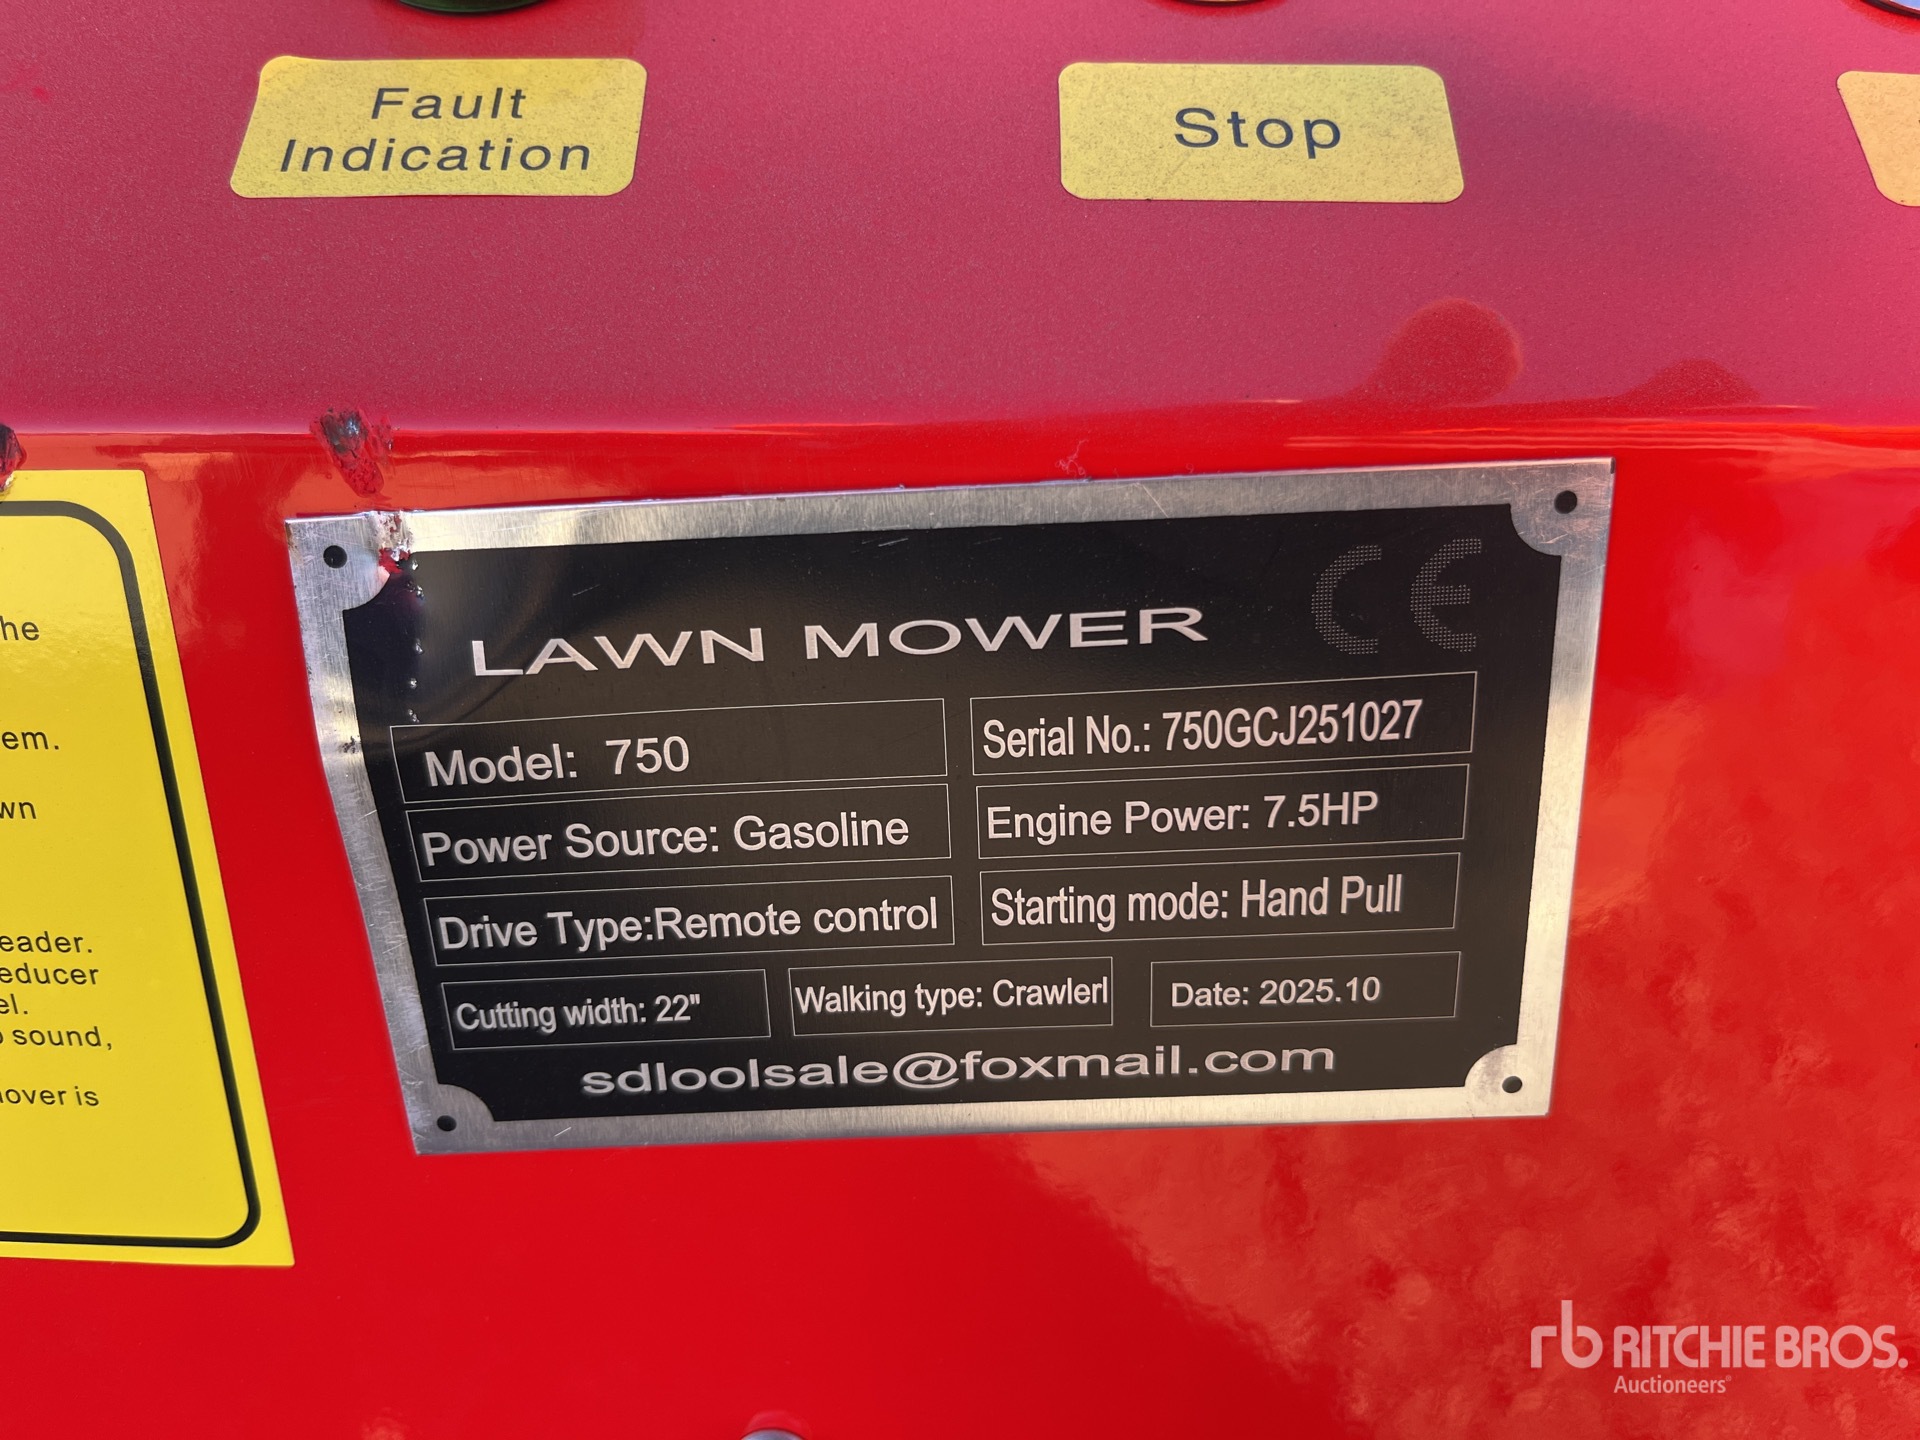 Fault
Indication
Stop
he
em.
wn
eader.
educer
el.
sound,
over is
LAWN MOWER
CE
Model: 750
Serial No.: 750GCJ251027
Power Source: Gasoline
Engine Power: 7.5HP
Drive Type:Remote control
Starting mode: Hand Pull
Cutting width: 22"
Walking type: Crawlerl
Date: 2025.10
sdloolsale@foxmail.com
rb RITCHIE BROS.
Auctioneers